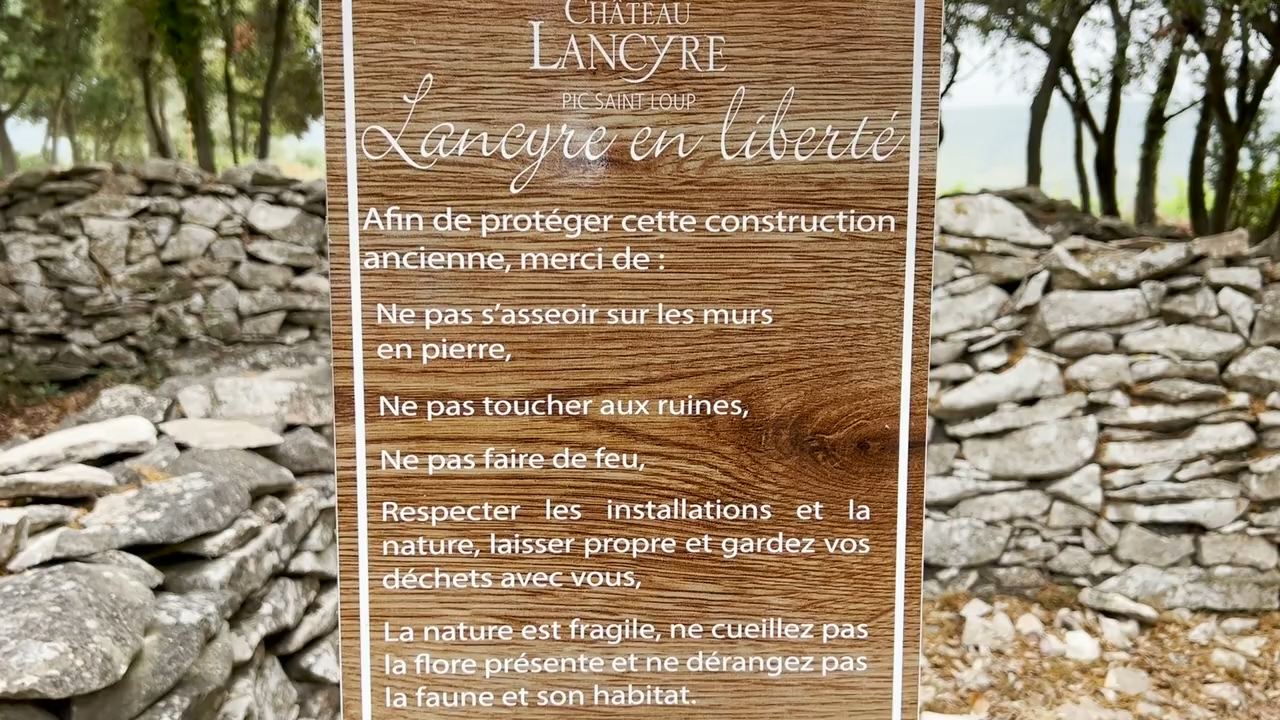 CHÂTEAU
LANCYRE
PIC SAINT LOUP
Lancyre en liberté
Afin de protéger cette construction
ancienne, merci de :
Ne pas s'asseoir sur les murs
en pierre,
Ne pas toucher aux ruines,
Ne pas faire de feu,
Respecter les installations et la
nature, laisser propre et gardez vos
déchets avec vous,
La nature est fragile, ne cueillez pas
la flore présente et ne dérangez pas
la faune et son habitat.